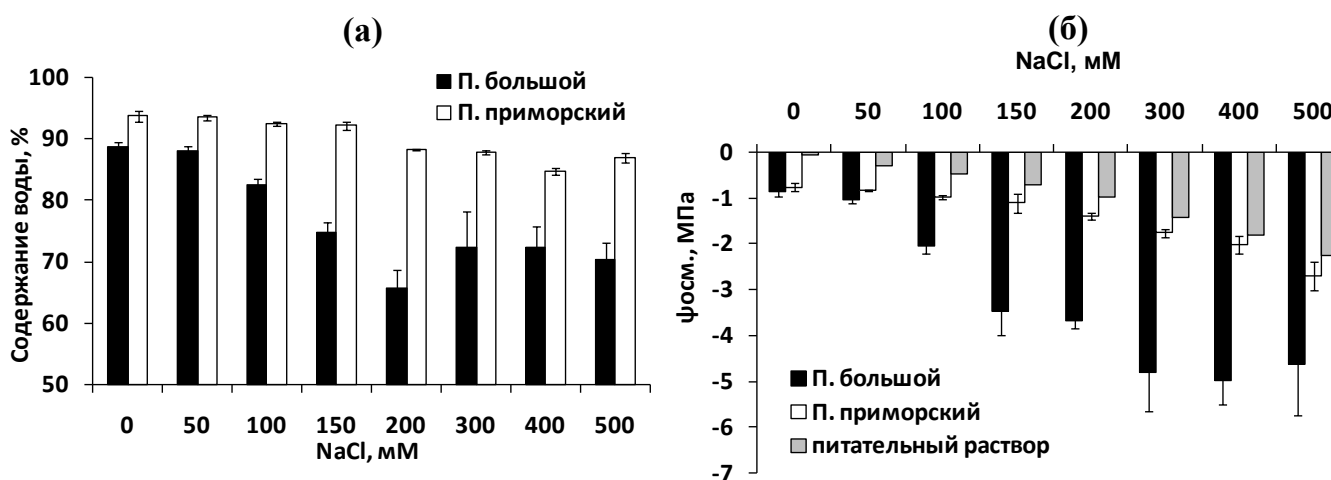 (а)
Содержание воды, %
100
90
80
70
60
50
П. большой
П. приморский
0 50 100 150 200 300 400 500
NaCl, мМ
(б)
NaCl, мМ
0 50 100 150 200 300 400 500
ψосм., МПа
0
-1
-2
-3
-4
-5
-6
-7
П. большой
П. приморский
питательный раствор